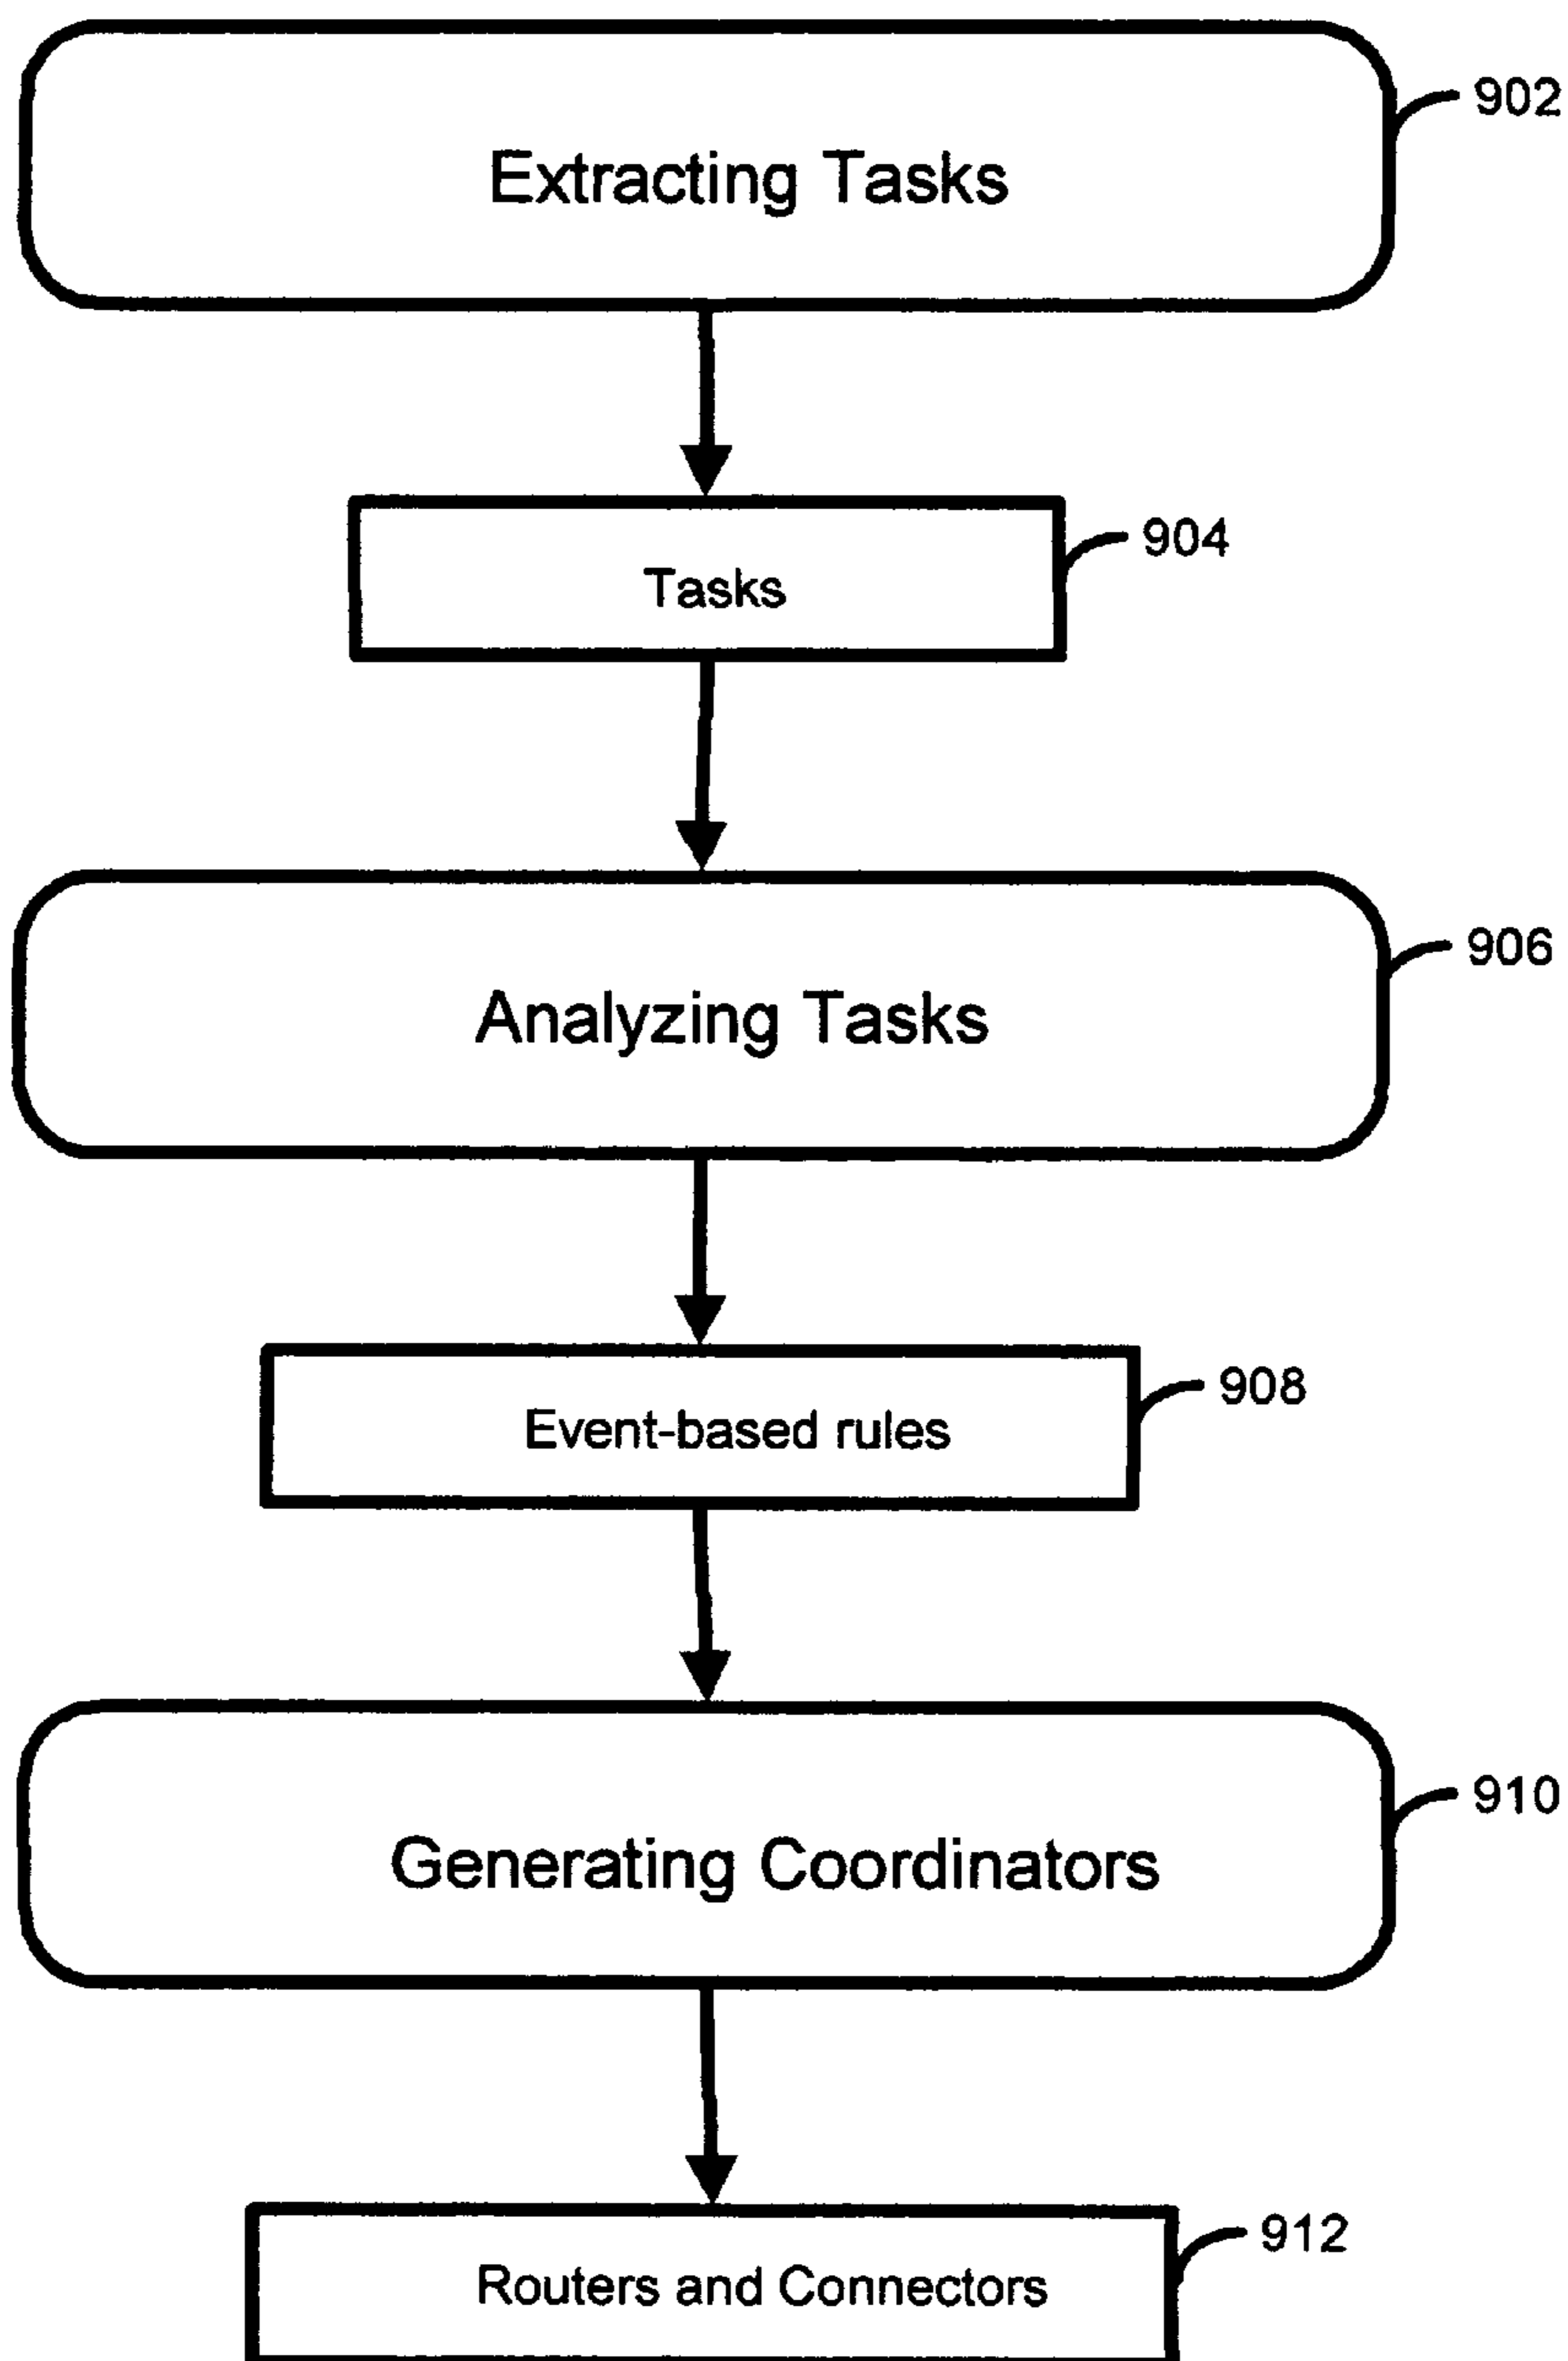 902
Extracting Tasks
904
Tasks
906
Analyzing Tasks
908
Event-based rules
910
Generating Coordinators
912
Routers and Connectors